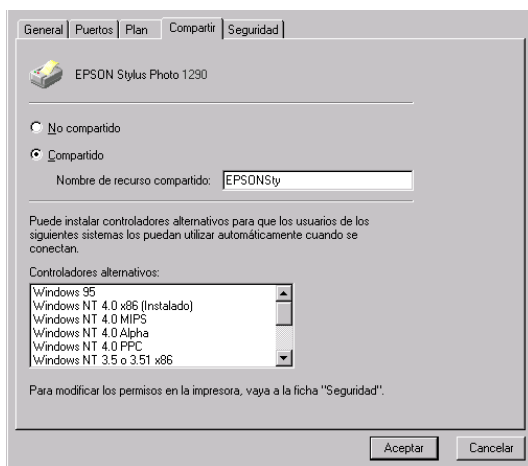 General Puertos Plan Compartir Seguridad
EPSON Stylus Photo 1290
No compartido
Compartido
Nombre de recurso compartido: EPSONSty
Puede instalar controladores alternativos para que los usuarios de los
siguientes sistemas los puedan utilizar automáticamente cuando se
conectan.
Controladores alternativos:
Windows 95
Windows NT 4.0 x86 (Instalado)
Windows NT 4.0 MIPS
Windows NT 4.0 Alpha
Windows NT 4.0 PPC
Windows NT 3.5 o 3.51 x86
Para modificar los permisos en la impresora, vaya a la ficha "Seguridad".
Aceptar Cancelar